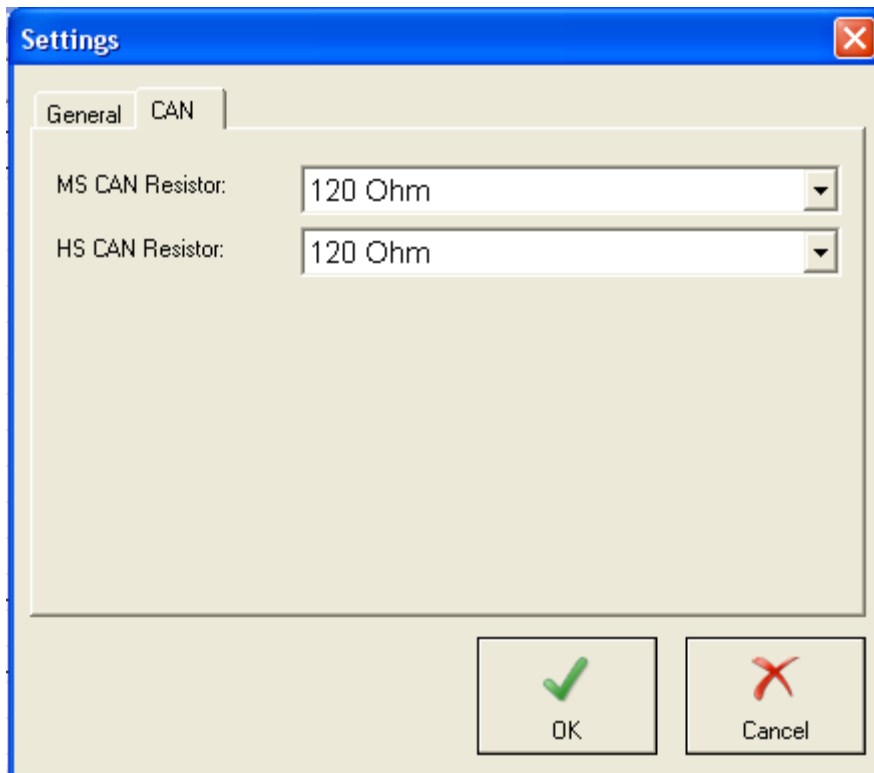 Settings
General CAN
MS CAN Resistor: 120 Ohm
HS CAN Resistor: 120 Ohm
OK Cancel